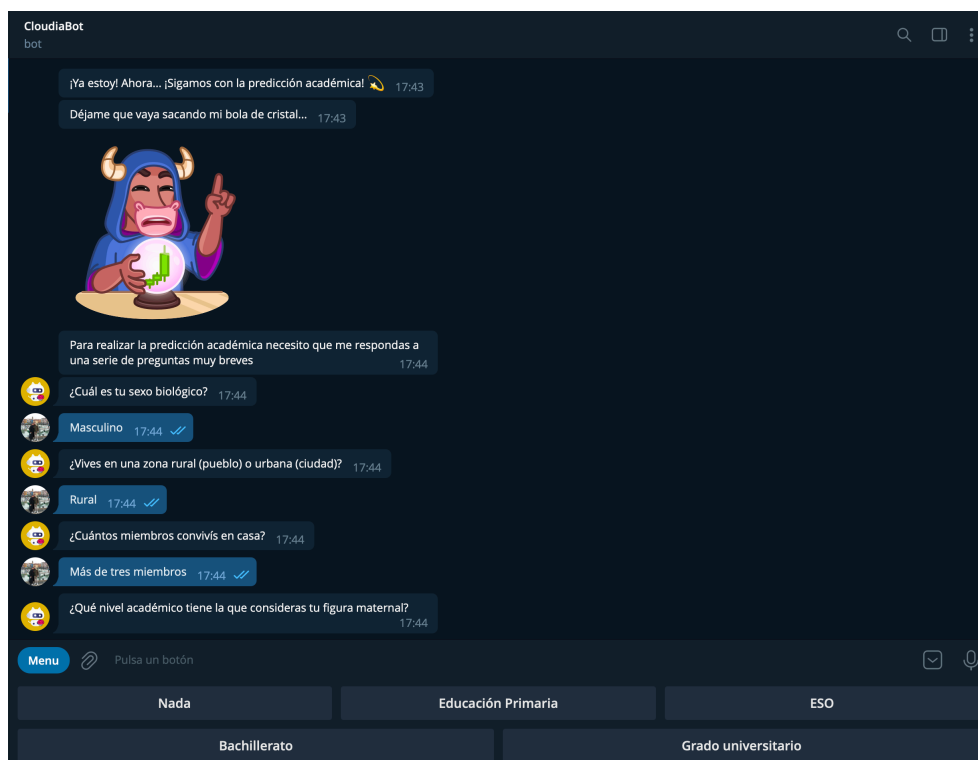 CloudiaBot
bot
¡Ya estoy! Ahora... ¡Sigamos con la predicción académica! 💫 17:43
Déjame que vaya sacando mi bola de cristal... 17:43
Para realizar la predicción académica necesito que me respondas a
una serie de preguntas muy breves 17:44
¿Cuál es tu sexo biológico? 17:44
Masculino 17:44
¿Vives en una zona rural (pueblo) o urbana (ciudad)? 17:44
Rural 17:44
¿Cuántos miembros convivís en casa? 17:44
Más de tres miembros 17:44
¿Qué nivel académico tiene la que consideras tu figura maternal?
17:44
Menu Pulsa un botón
Nada Educación Primaria ESO
Bachillerato Grado universitario